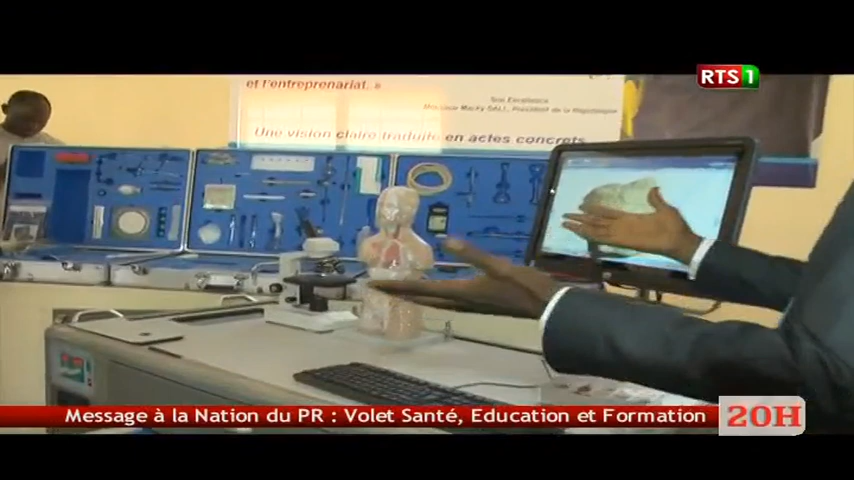 RTS1
et l'entreprenariat. »
Son Excellence
Monsieur Macky SALL, Président de la République
Une vision claire traduite en actes concrets
Message à la Nation du PR : Volet Santé, Education et Formation
20H